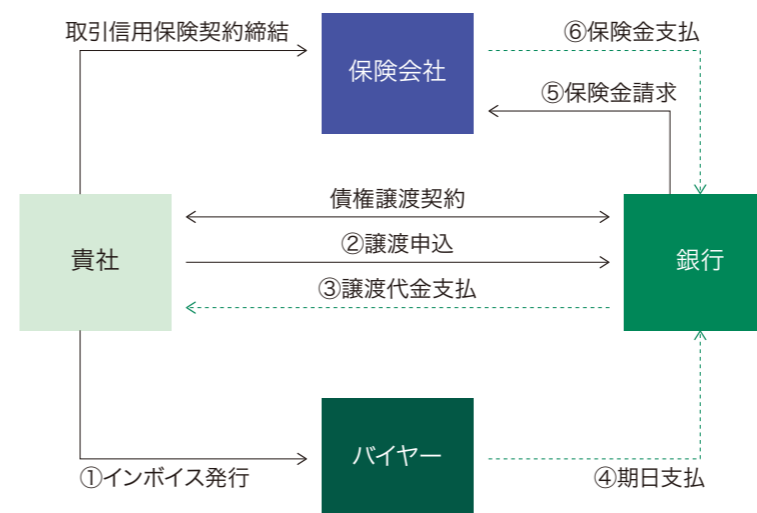 取引信用保険契約締結
⑥保険金支払
保険会社
⑤保険金請求
債権譲渡契約
②譲渡申込
貴社
銀行
③譲渡代金支払
バイヤー
①インボイス発行
④期日支払